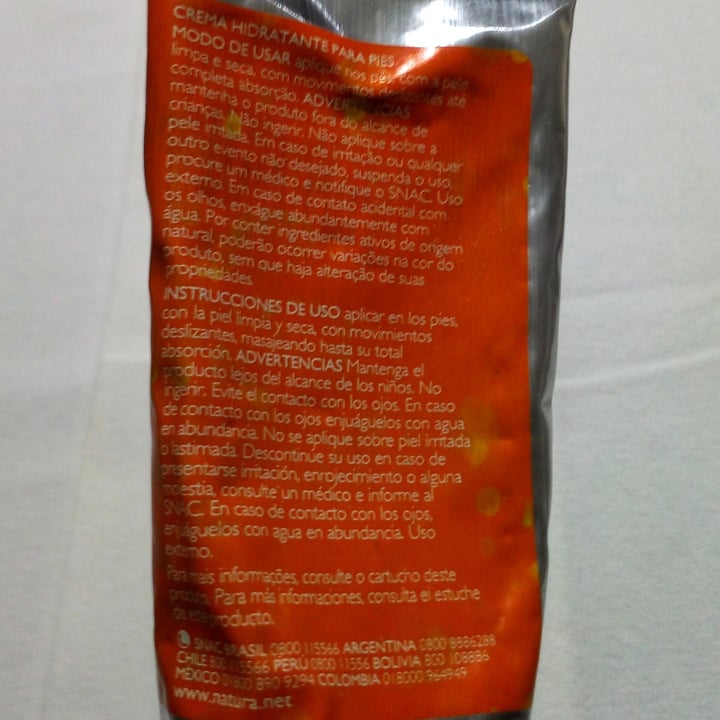 CREMA HIDRATANTE PARA PIES
MODO DE USAR aplique nos pés, com a pele
limpa e seca, com movimentos deslizantes até
completa absorção. ADVERTENCIAS
mantenha o produto fora do alcance de
crianças. Não ingerir. Não aplique sobre a
pele irritada. Em caso de irritação ou qualquer
outro evento não desejado, suspenda o uso,
procure um médico e notifique o SNAC. Uso
externo. Em caso de contato acidental com
os olhos, enxágue abundantemente com
água. Por conter ingredientes ativos de origem
natural, poderão ocorrer variações na cor do
produto, sem que haja alteração de suas
propriedades.
INSTRUCCIONES DE USO aplicar en los pies,
con la piel limpia y seca, con movimientos
deslizantes, masajeando hasta su total
absorción. ADVERTENCIAS Mantenga el
producto lejos del alcance de los niños. No
ingerir. Evite el contacto con los ojos. En caso
de contacto con los ojos enjuáguelos con agua
en abundancia. No se aplique sobre piel irritada
o lastimada. Descontinúe su uso en caso de
presentarse irritación, enrojecimiento o alguna
molestia, consulte un médico e informe al
SNAC. En caso de contacto con los ojos,
enjuáguelos con agua en abundancia. Uso
externo.
Para mais informações, consulte o cartucho deste
produto. Para más informaciones, consulta el estuche
de este producto.
SNAC BRASIL 0800 115566 ARGENTINA 0800 8886288
CHILE 800 115566 PERÚ 0800 11556 BOLIVIA 800 108886
MÉXICO 01800 890 9294 COLOMBIA 018000 964949
www.natura.net